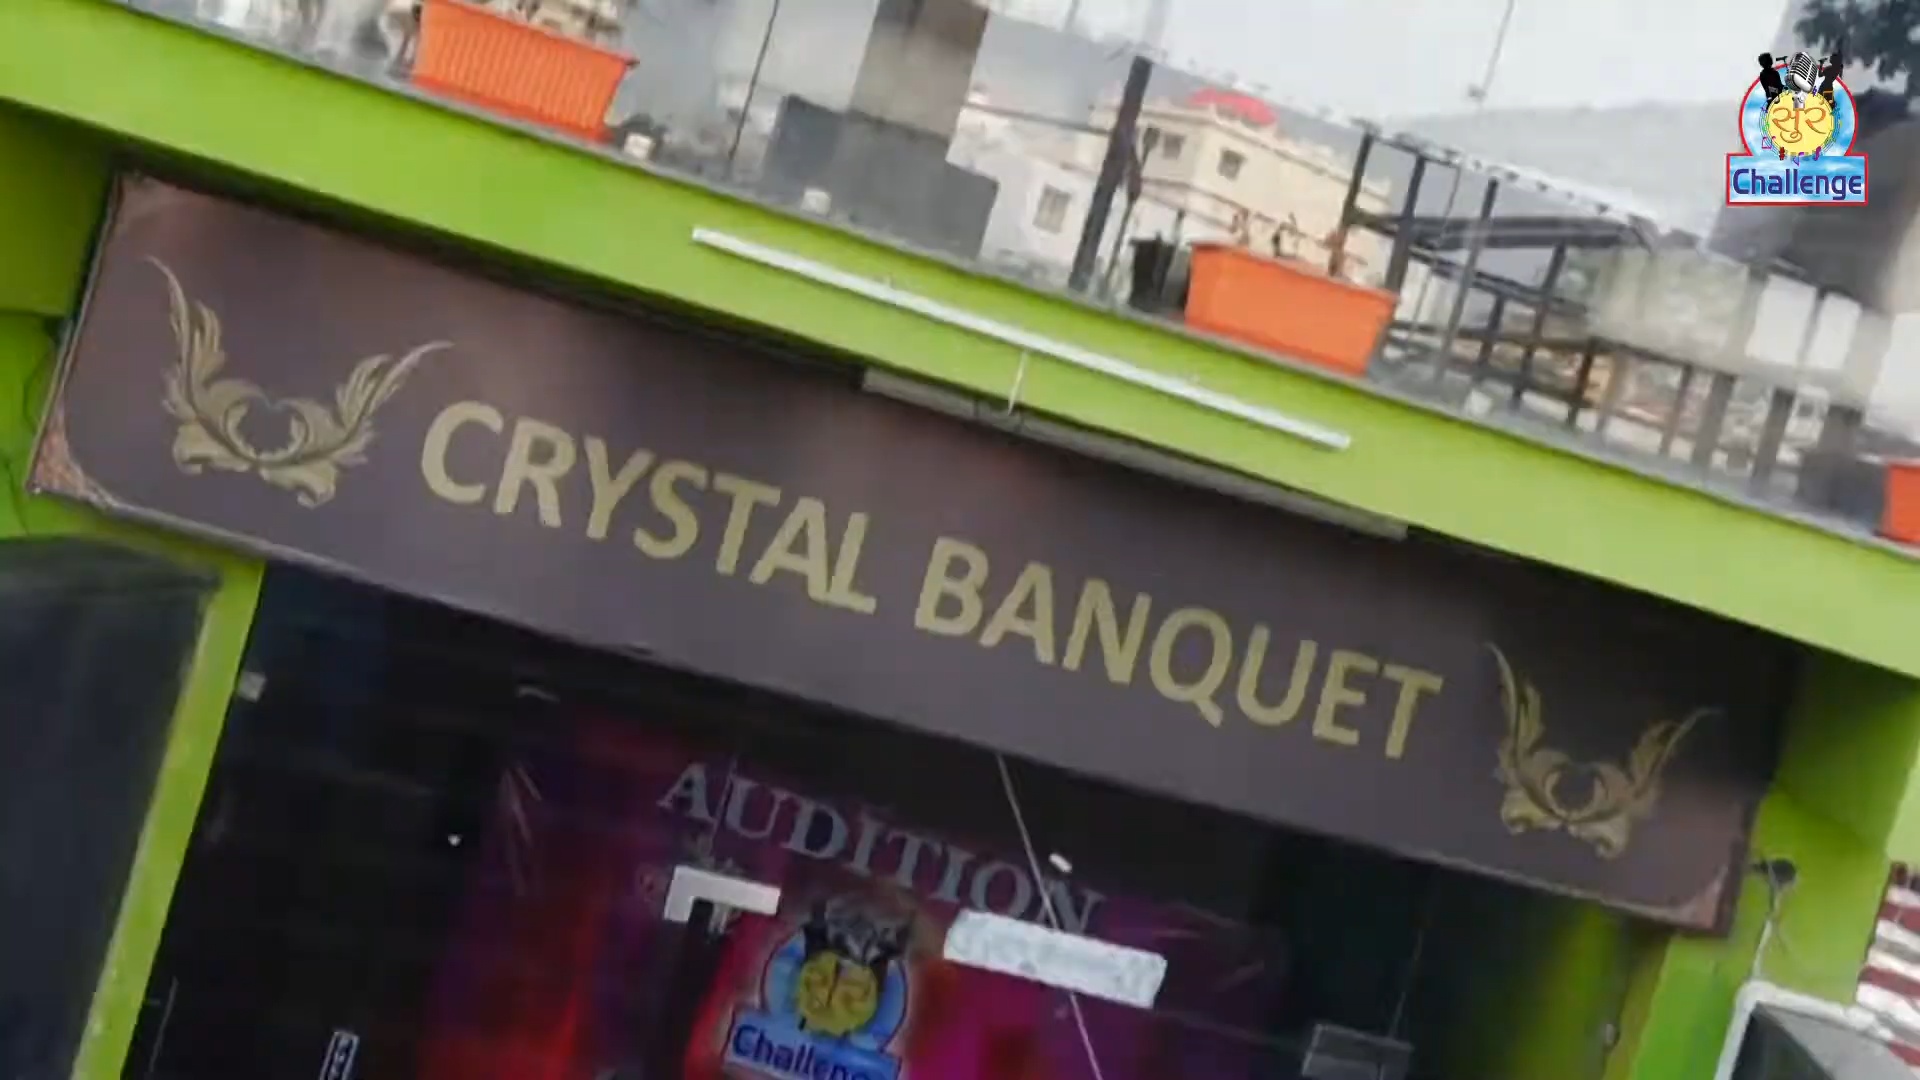 સુર
Challenge
CRYSTAL BANQUET
AUDITION
સુર
Challenge